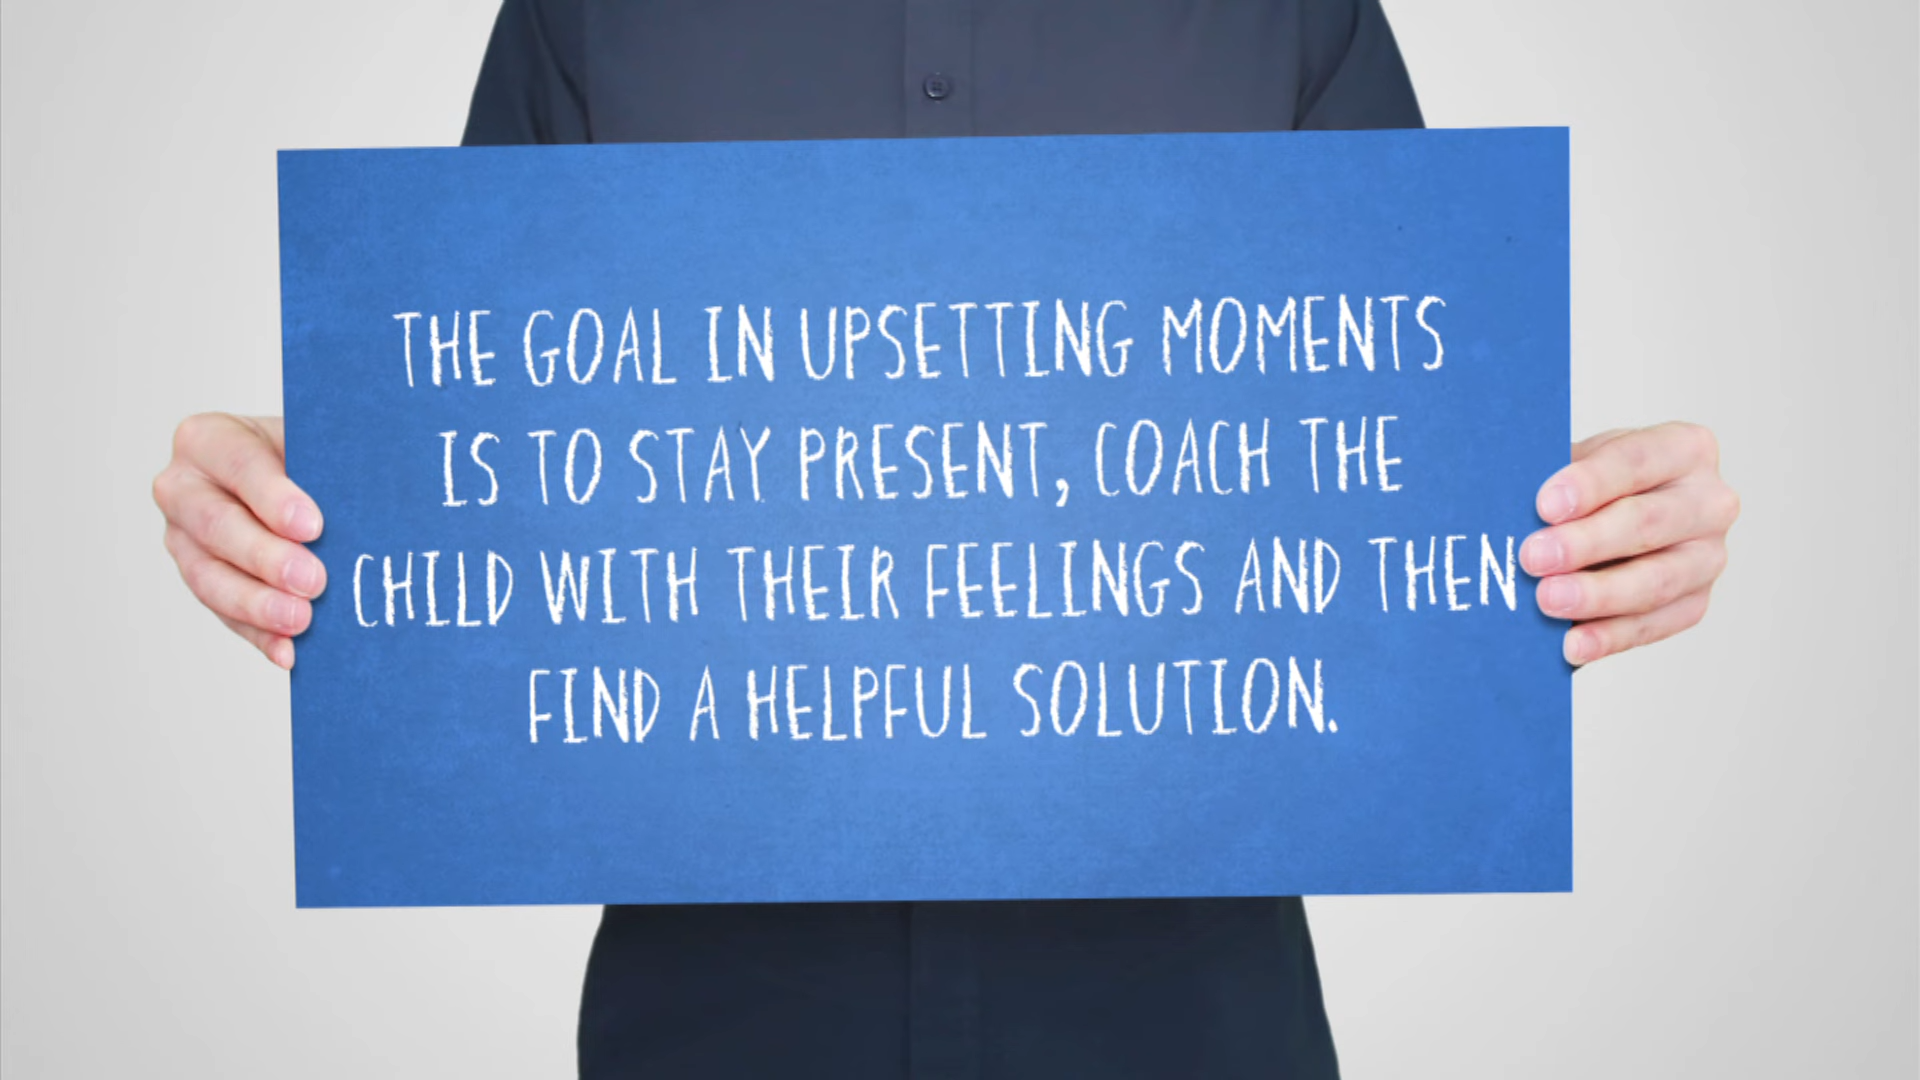 THE GOAL IN UPSETTING MOMENTS
IS TO STAY PRESENT, COACH THE
CHILD WITH THEIR FEELINGS AND THEN
FIND A HELPFUL SOLUTION.